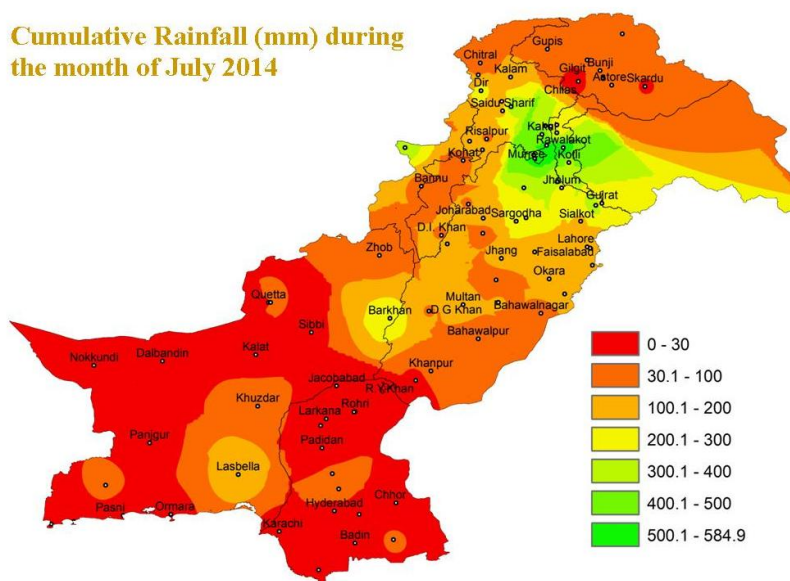 Cumulative Rainfall (mm) during
the month of July 2014
Gupis
Chitral
Bunji
Kalam
Gilgit
Astore
Skardu
Dir
Chilas
Saidu Sharif
Risalpur
Rawalakot
Kohat
Murree
Kotli
Bannu
Jhelum
Gujrat
Joharabad
Sargodha
Sialkot
D.I. Khan
Zhob
Lahore
Jhang
Faisalabad
Okara
Quetta
Multan
Barkhan
D G Khan
Bahawalnagar
Sibbi
Bahawalpur
Kalat
Nokkundi
Dalbandin
Khanpur
Jacobabad
R.Y.Khan
Khuzdar
Larkana
Rohri
Panjgur
Padidan
Lasbella
Chhor
Pasni
Ormara
Hyderabad
Karachi
Badin
0 - 30
30.1 - 100
100.1 - 200
200.1 - 300
300.1 - 400
400.1 - 500
500.1 - 584.9